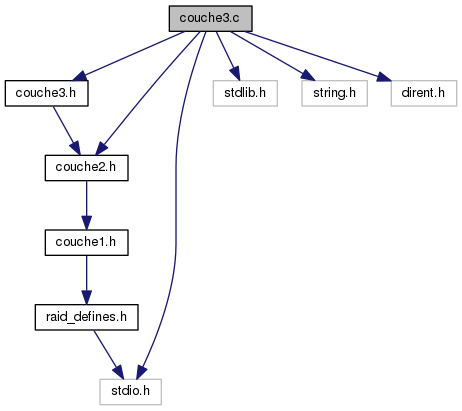 couche3.c
couche3.h
stdlib.h
string.h
dirent.h
couche2.h
couche1.h
raid_defines.h
stdio.h